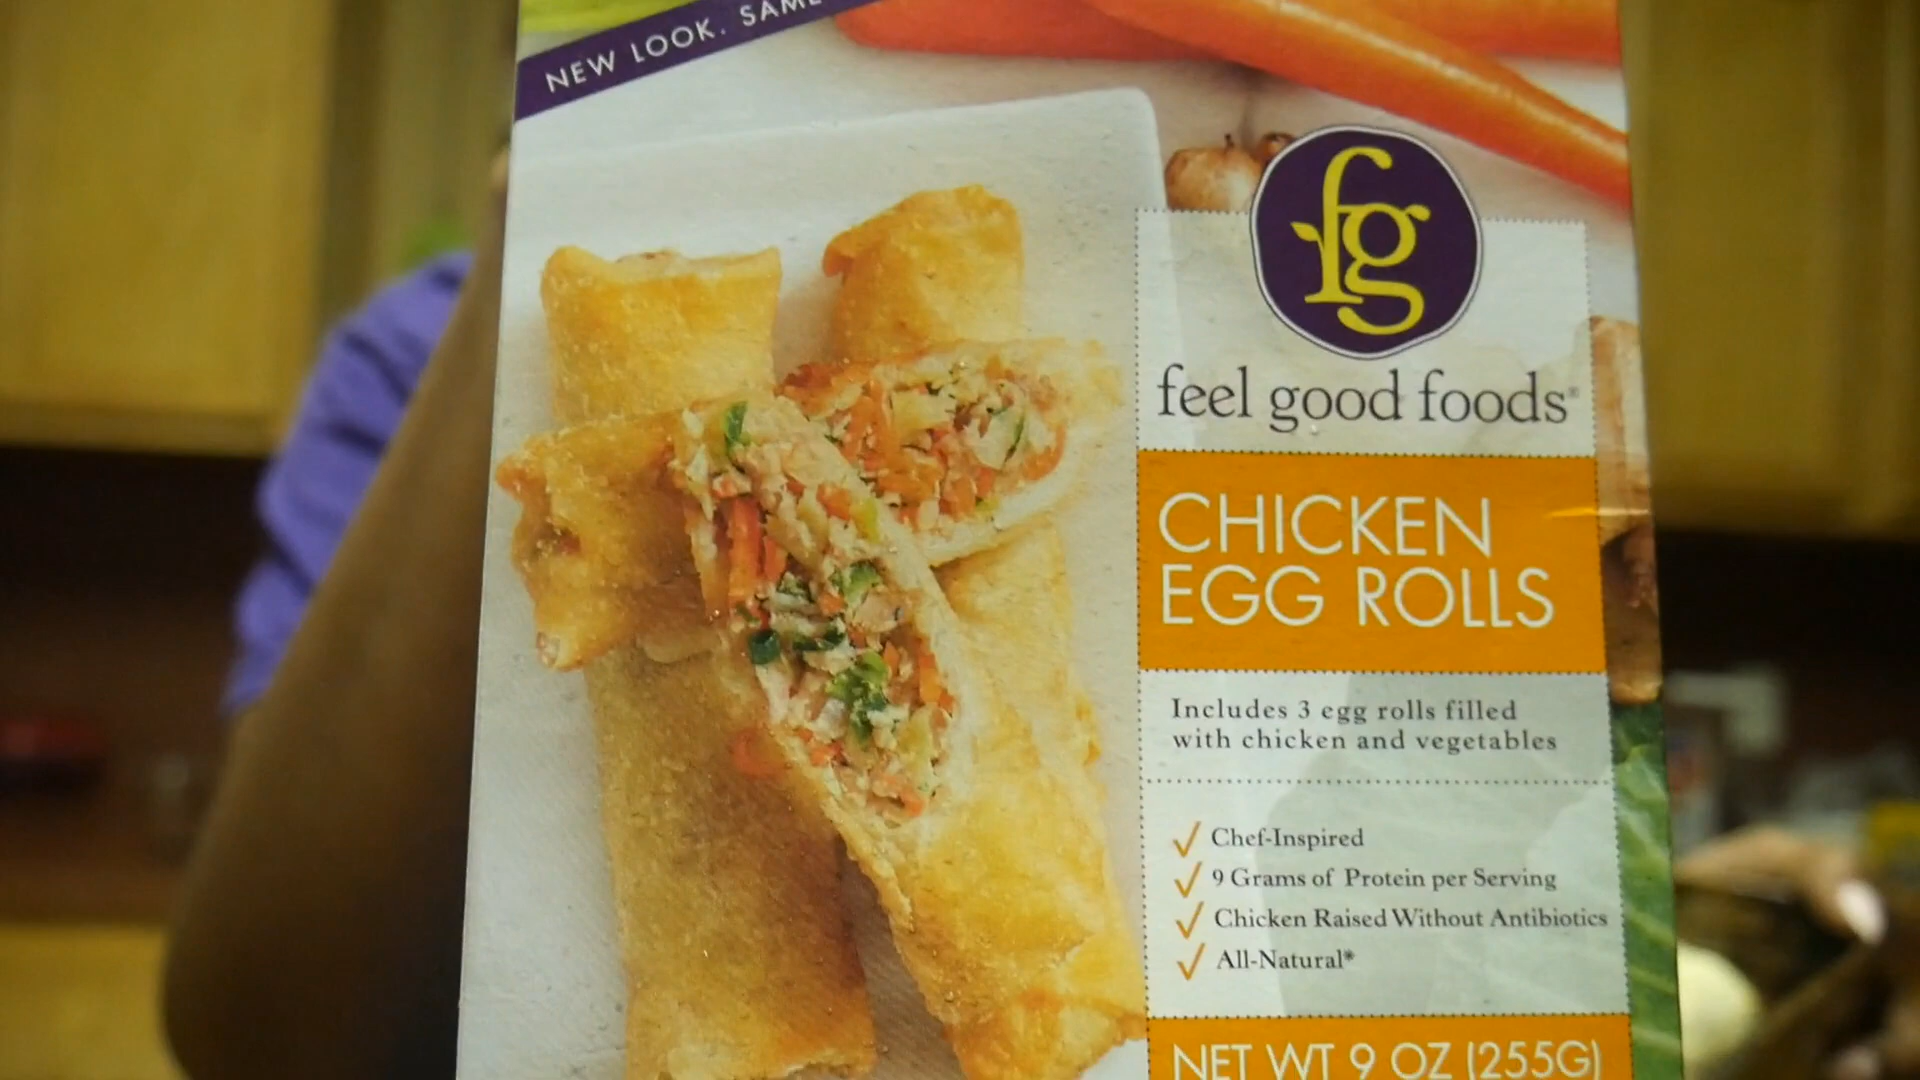 NEW LOOK. SAME
fg
feel good foods®
CHICKEN
EGG ROLLS
Includes 3 egg rolls filled
with chicken and vegetables
Chef-Inspired
9 Grams of Protein per Serving
Chicken Raised Without Antibiotics
All-Natural*
NET WT 9 OZ (255G)